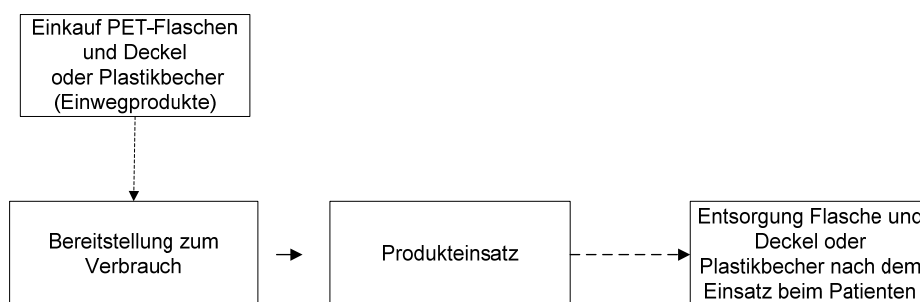 Einkauf PET-Flaschen
und Deckel
oder Plastikbecher
(Einwegprodukte)
Bereitstellung zum
Verbrauch
Produkteinsatz
Entsorgung Flasche und
Deckel oder
Plastikbecher nach dem
Einsatz beim Patienten